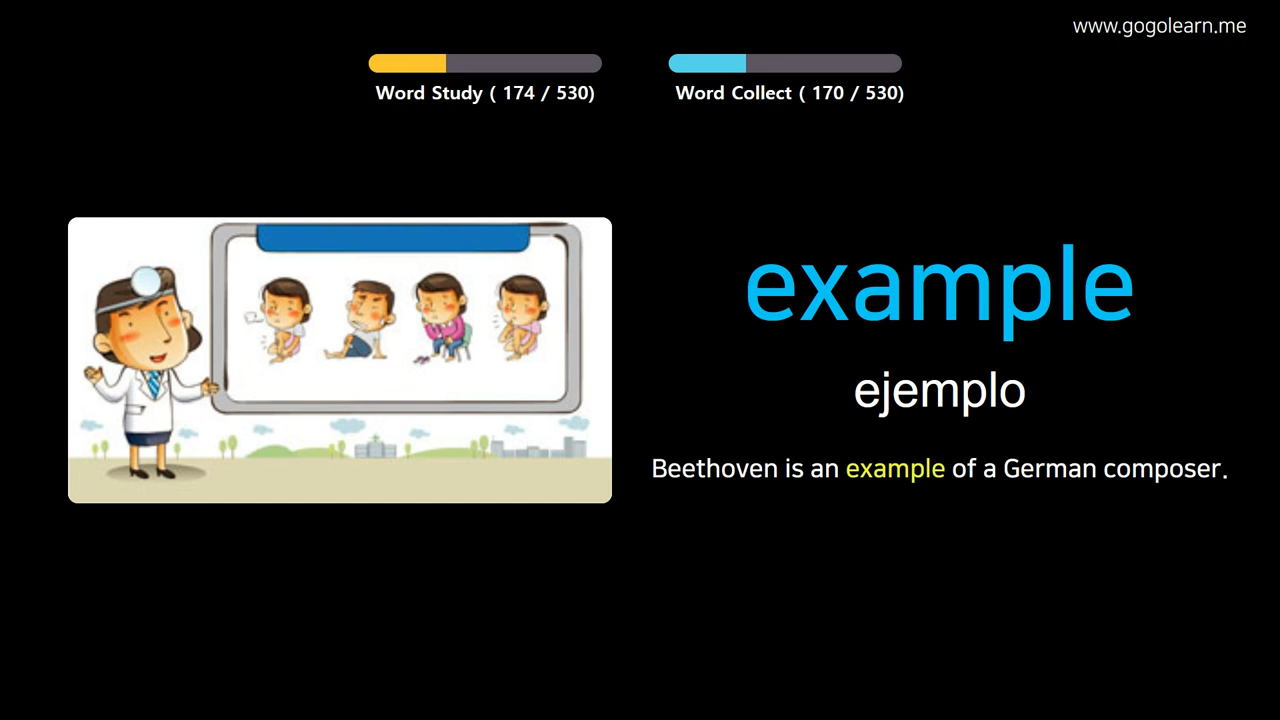 www.gogolearn.me
Word Study ( 174 / 530)
Word Collect ( 170 / 530)
example
ejemplo
Beethoven is an example of a German composer.